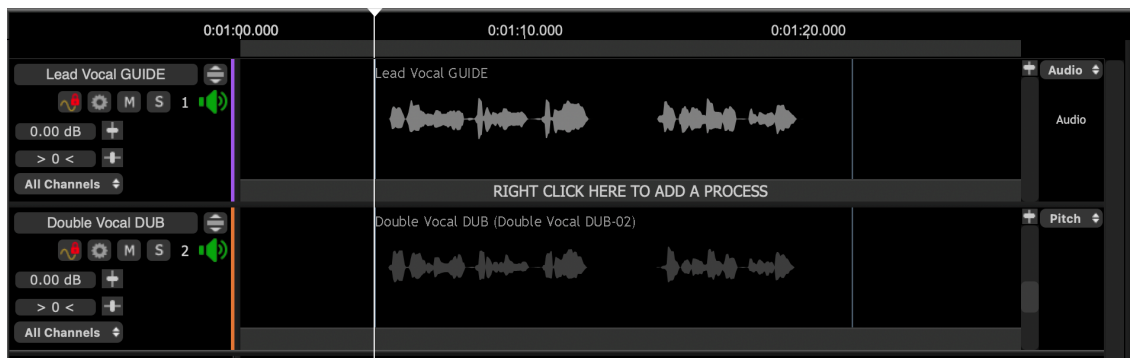 0:01:00.000 0:01:10.000 0:01:20.000
Lead Vocal GUIDE
Lead Vocal GUIDE
Audio
M S 1
Audio
0.00 dB
> 0 <
All Channels
RIGHT CLICK HERE TO ADD A PROCESS
Double Vocal DUB
Double Vocal DUB (Double Vocal DUB-02)
Pitch
M S 2
0.00 dB
> 0 <
All Channels